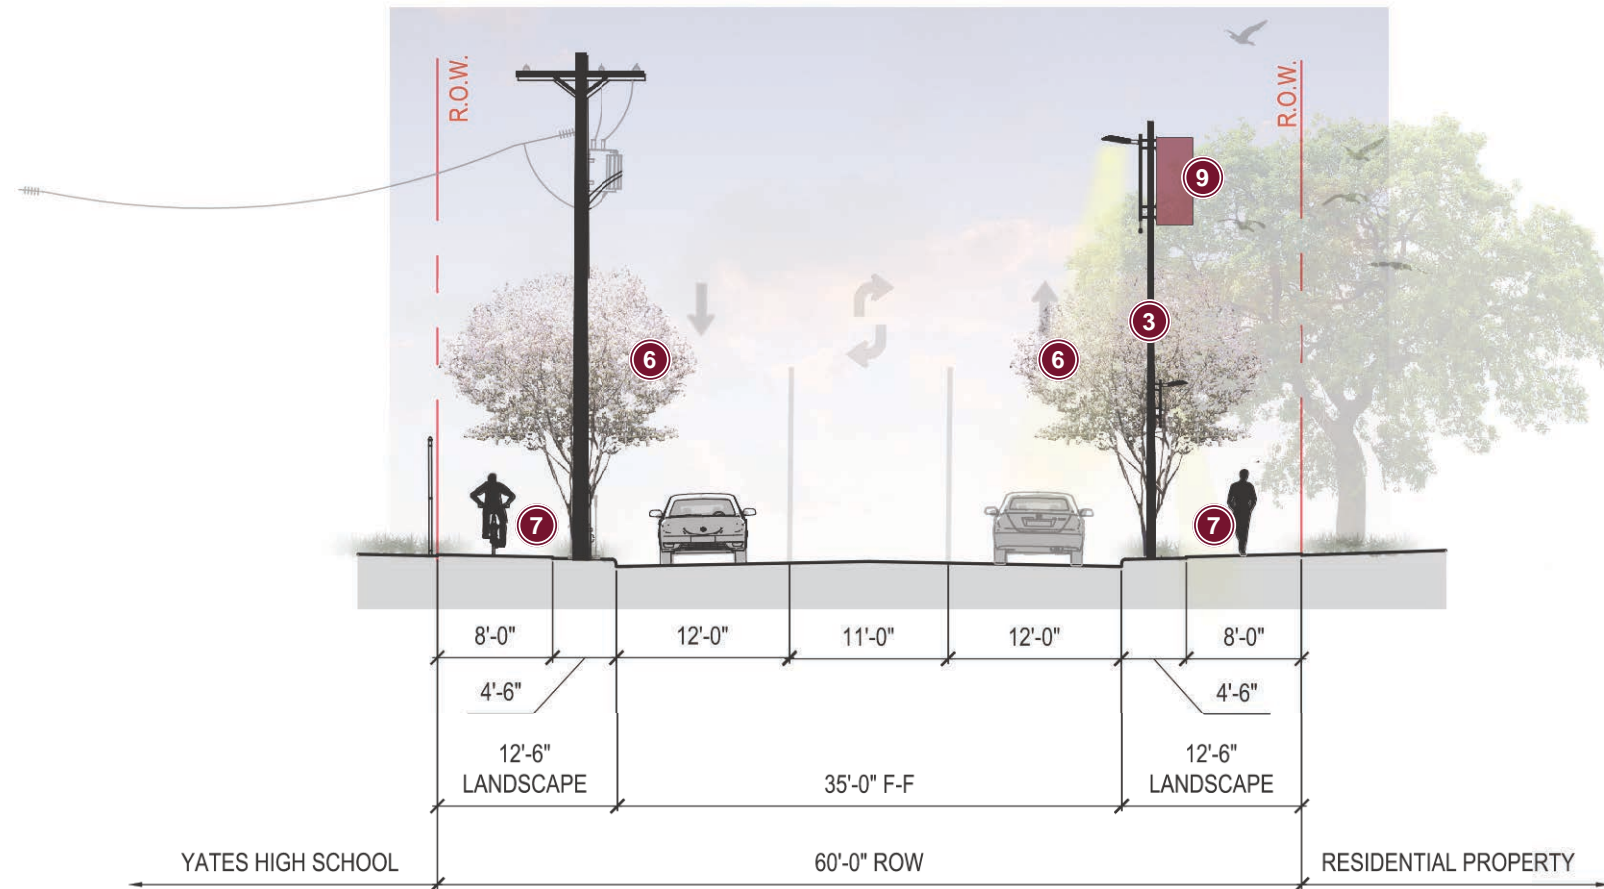 R.O.W.
R.O.W.
9
3
6
6
7
7
8'-0"
12'-0"
11'-0"
12'-0"
8'-0"
4'-6"
4'-6"
12'-6"
LANDSCAPE
35'-0" F-F
12'-6"
LANDSCAPE
YATES HIGH SCHOOL
60'-0" ROW
RESIDENTIAL PROPERTY